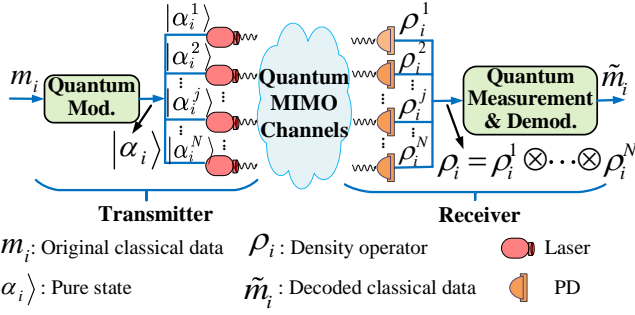 m_i
Quantum Mod.
|α_i⟩
|α_i^1⟩
|α_i^2⟩
⋮
|α_i^j⟩
⋮
|α_i^N⟩
Quantum
MIMO
Channels
ρ_i^1
ρ_i^2
⋮
ρ_i^j
⋮
ρ_i^N
Quantum
Measurement
& Demod.
m̃_i
ρ_i = ρ_i^1 ⊗ ⋯ ⊗ ρ_i^N
Transmitter
Receiver
m_i: Original classical data
ρ_i: Density operator
Laser
α_i⟩: Pure state
m̃_i: Decoded classical data
PD